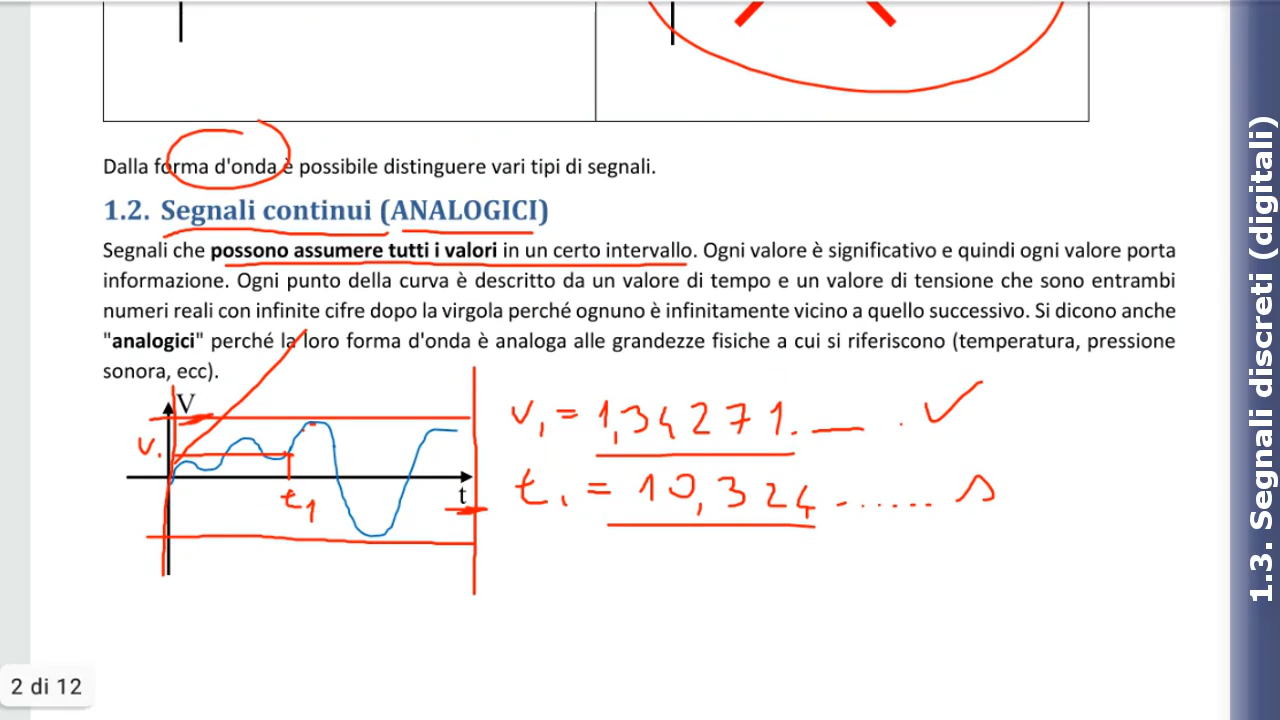 Dalla forma d'onda è possibile distinguere vari tipi di segnali.
1.2. Segnali continui (ANALOGICI)
Segnali che possono assumere tutti i valori in un certo intervallo. Ogni valore è significativo e quindi ogni valore porta
informazione. Ogni punto della curva è descritto da un valore di tempo e un valore di tensione che sono entrambi
numeri reali con infinite cifre dopo la virgola perché ognuno è infinitamente vicino a quello successivo. Si dicono anche
"analogici" perché la loro forma d'onda è analoga alle grandezze fisiche a cui si riferiscono (temperatura, pressione
sonora, ecc).
V
V₁
t
t₁
V₁ = 1,34271.__ . V
t₁ = 10,324....... s
2 di 12
1.3. Segnali discreti (digitali)